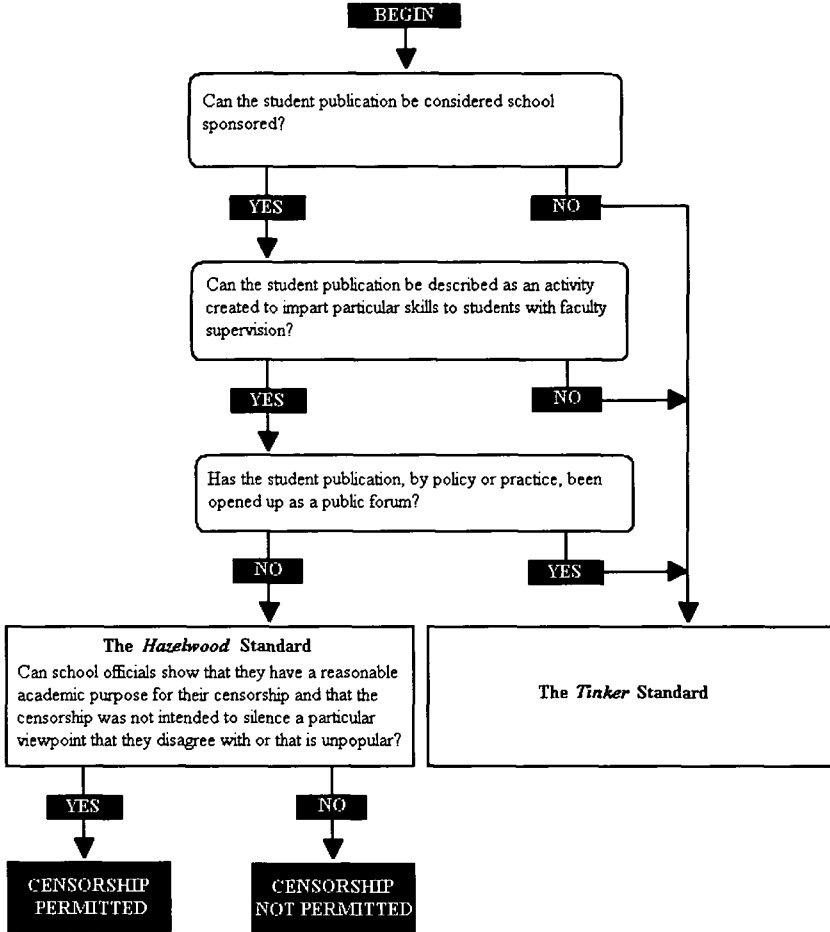 BEGIN
Can the student publication be considered school
sponsored?
YES
NO
Can the student publication be described as an activity
created to impart particular skills to students with faculty
supervision?
YES
NO
Has the student publication, by policy or practice, been
opened up as a public forum?
NO
YES
The Hazelwood Standard
Can school officials show that they have a reasonable
academic purpose for their censorship and that the
censorship was not intended to silence a particular
viewpoint that they disagree with or that is unpopular?
The Tinker Standard
YES
NO
CENSORSHIP
PERMITTED
CENSORSHIP
NOT PERMITTED